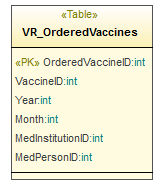 «Table»
VR_OrderedVaccines
«PK» OrderedVaccineID:int
VaccineID:int
Year:int
Month:int
MedInstitutionID:int
MedPersonID:int